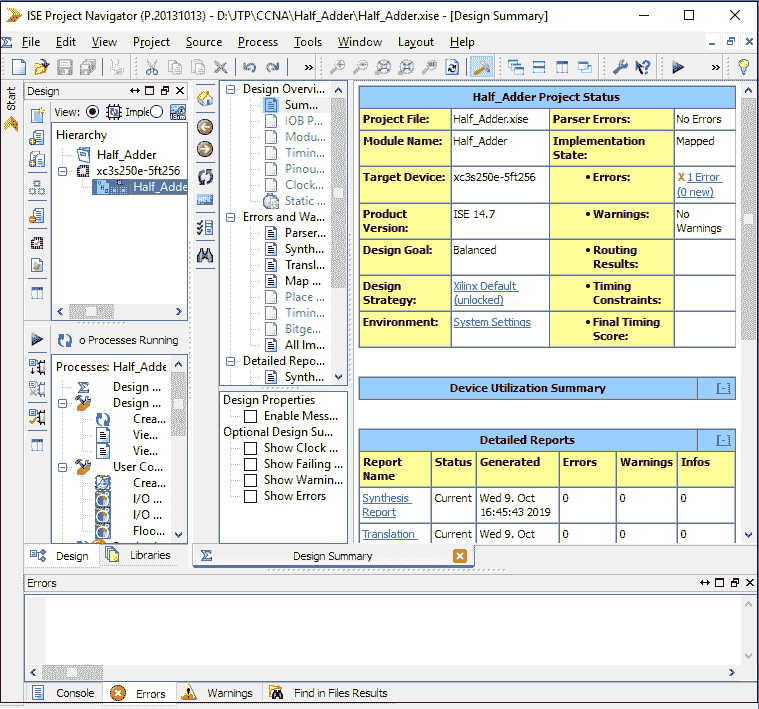 ISE Project Navigator (P.20131013) - D:\JTP\CCNA\Half_Adder\Half_Adder.xise - [Design Summary]
File Edit View Project Source Process Tools Window Layout Help
Start
Design
View: Imple
Hierarchy
Half_Adder
xc3s250e-5ft256
Half_Adde
o Processes Running
Processes: Half_Adde
Design ...
Design ...
Crea...
Vie...
Vie...
User Co...
Crea...
I/O ...
I/O ...
Floo...
Design Libraries
Design Overvi...
Summ...
IOB P...
Modu...
Timin...
Pinou...
Clock...
Static ...
Errors and Wa...
Parser...
Synth...
Transl...
Map ...
Place ...
Timin...
Bitge...
All Im...
Detailed Repo...
Synth...
Design Properties
Enable Mess...
Optional Design Su...
Show Clock ...
Show Failing ...
Show Warnin...
Show Errors
Half_Adder Project Status
Project File: Half_Adder.xise Parser Errors: No Errors
Module Name: Half_Adder Implementation State: Mapped
Target Device: xc3s250e-5ft256 • Errors: X 1 Error (0 new)
Product Version: ISE 14.7 • Warnings: No Warnings
Design Goal: Balanced • Routing Results:
Design Strategy: Xilinx Default (unlocked) • Timing Constraints:
Environment: System Settings • Final Timing Score:
Device Utilization Summary [-]
Detailed Reports [-]
Report Name Status Generated Errors Warnings Infos
Synthesis Report Current Wed 9. Oct 16:45:43 2019 0 0 0
Translation Current Wed 9. Oct 0 0 0
Design Summary
Errors
Console Errors Warnings Find in Files Results